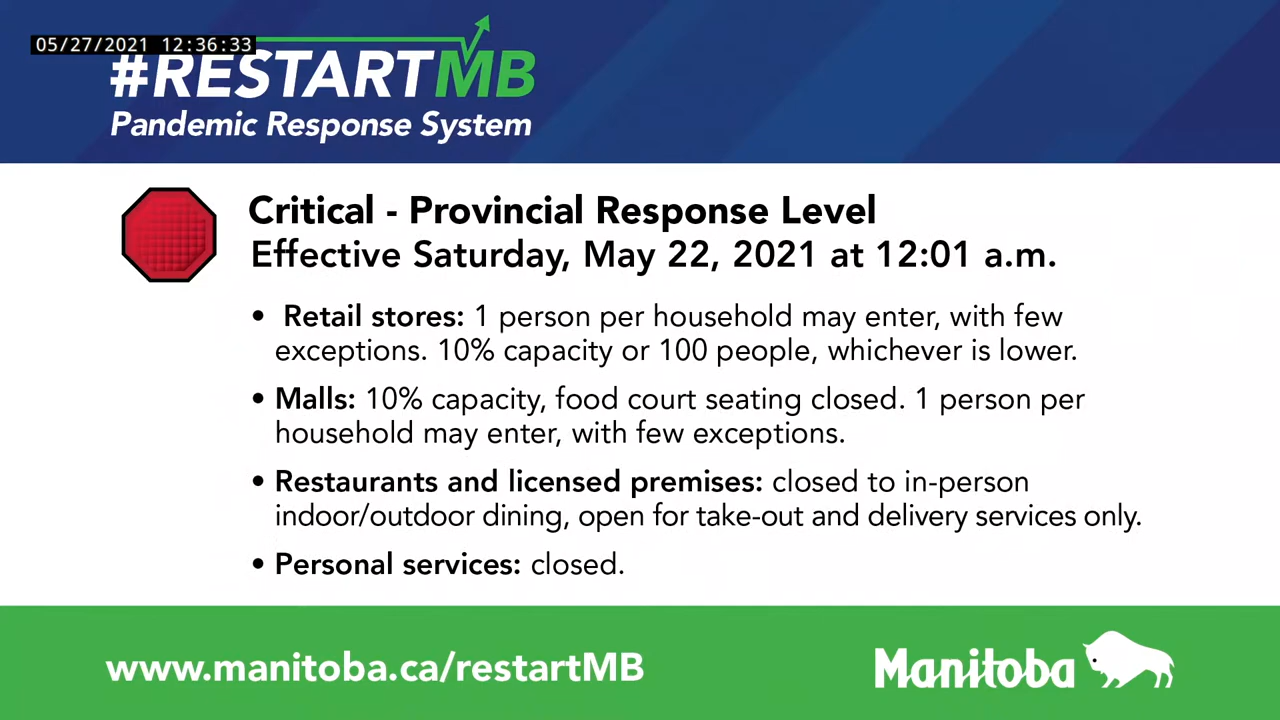 05/27/2021 12:36:33
#RESTARTMB
Pandemic Response System
Critical - Provincial Response Level
Effective Saturday, May 22, 2021 at 12:01 a.m.
• Retail stores: 1 person per household may enter, with few
exceptions. 10% capacity or 100 people, whichever is lower.
• Malls: 10% capacity, food court seating closed. 1 person per
household may enter, with few exceptions.
• Restaurants and licensed premises: closed to in-person
indoor/outdoor dining, open for take-out and delivery services only.
• Personal services: closed.
www.manitoba.ca/restartMB
Manitoba